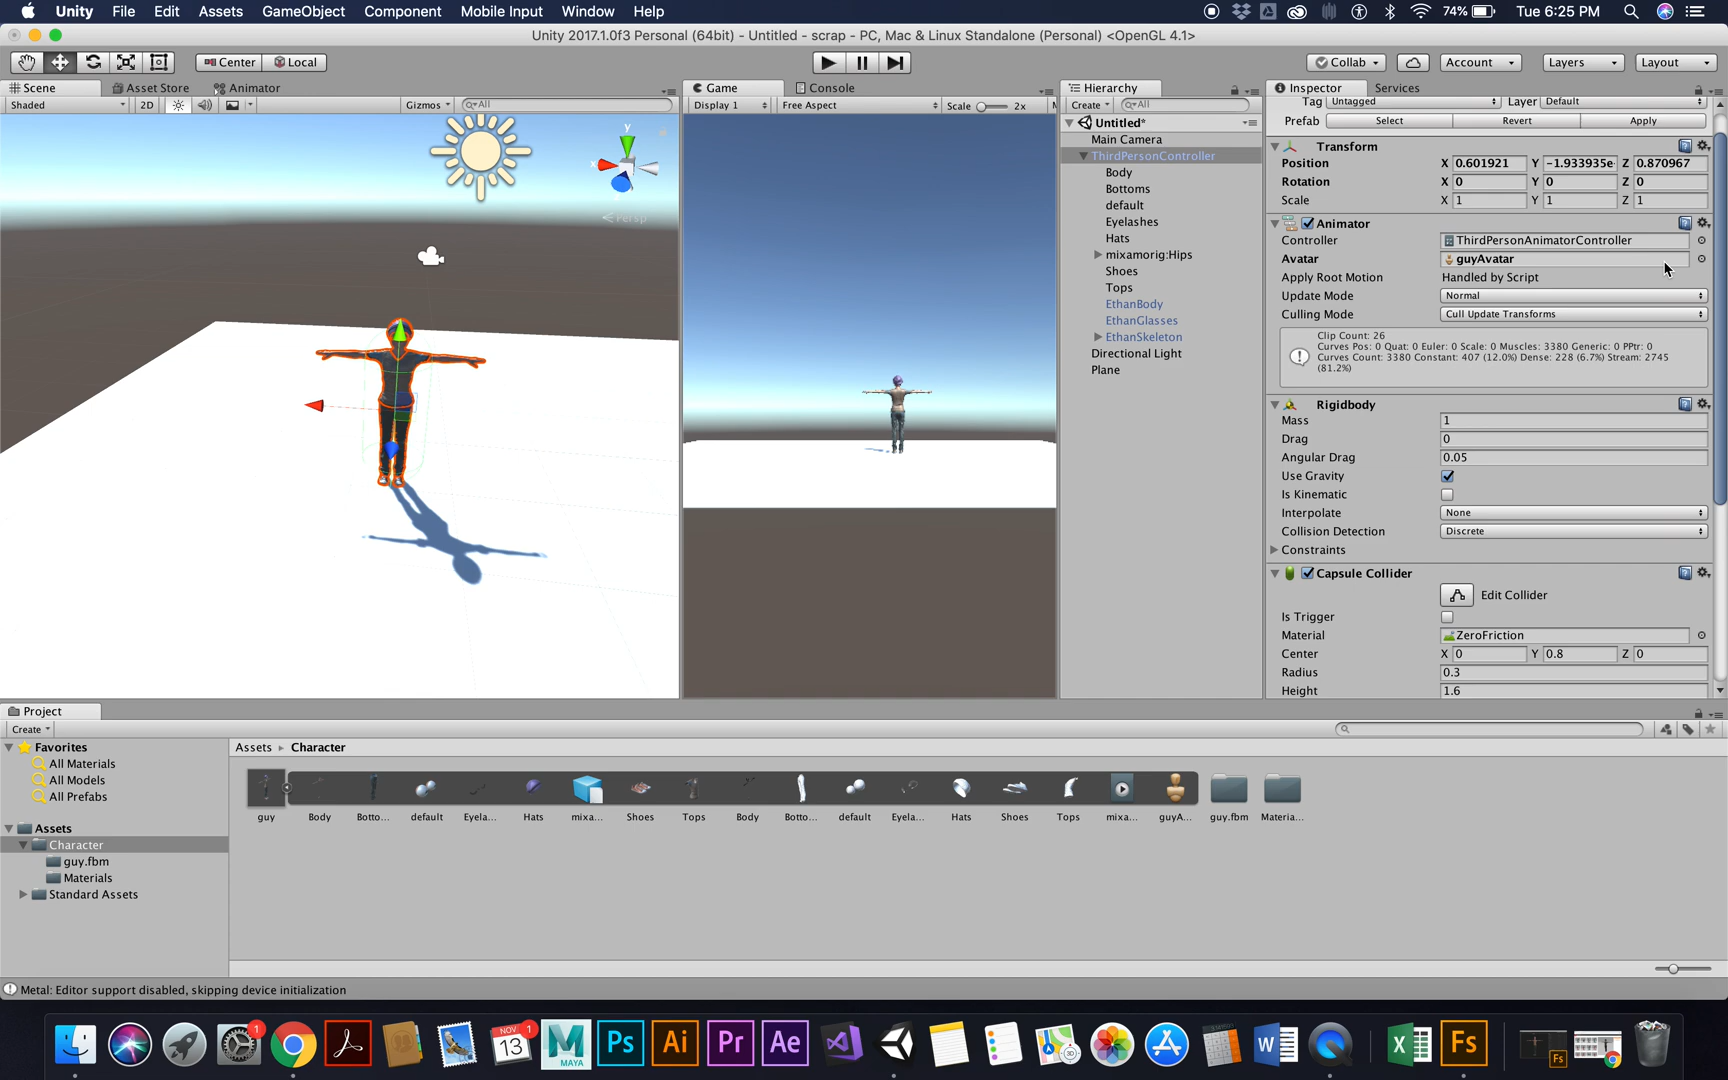 Unity File Edit Assets GameObject Component Mobile Input Window Help
74% Tue 6:25 PM
Unity 2017.1.0f3 Personal (64bit) - Untitled - scrap - PC, Mac & Linux Standalone (Personal) <OpenGL 4.1>
Center Local
Collab Account Layers Layout
Scene Asset Store Animator
Shaded 2D Gizmos All
y
x
Persp
Game Console
Display 1 Free Aspect Scale 2x
Hierarchy
Create All
Untitled*
Main Camera
ThirdPersonController
Body
Bottoms
default
Eyelashes
Hats
mixamorig:Hips
Shoes
Tops
EthanBody
EthanGlasses
EthanSkeleton
Directional Light
Plane
Inspector Services
Tag Untagged Layer Default
Prefab Select Revert Apply
Transform
Position X 0.601921 Y -1.933935e- Z 0.870967
Rotation X 0 Y 0 Z 0
Scale X 1 Y 1 Z 1
Animator
Controller ThirdPersonAnimatorController
Avatar guyAvatar
Apply Root Motion Handled by Script
Update Mode Normal
Culling Mode Cull Update Transforms
Clip Count: 26
Curves Pos: 0 Quat: 0 Euler: 0 Scale: 0 Muscles: 3380 Generic: 0 PPtr: 0
Curves Count: 3380 Constant: 407 (12.0%) Dense: 228 (6.7%) Stream: 2745
(81.2%)
Rigidbody
Mass 1
Drag 0
Angular Drag 0.05
Use Gravity
Is Kinematic
Interpolate None
Collision Detection Discrete
Constraints
Capsule Collider
Edit Collider
Is Trigger
Material ZeroFriction
Center X 0 Y 0.8 Z 0
Radius 0.3
Height 1.6
Project
Create
Favorites
All Materials
All Models
All Prefabs
Assets
Character
guy.fbm
Materials
Standard Assets
Assets Character
guy Body Botto... default Eyela... Hats mixa... Shoes Tops Body Botto... default Eyela... Hats Shoes Tops mixa... guyA... guy.fbm Materia...
Metal: Editor support disabled, skipping device initialization
1 NOV 13 1 M MAYA Ps Ai Pr Ae 3D W X Fs Fs